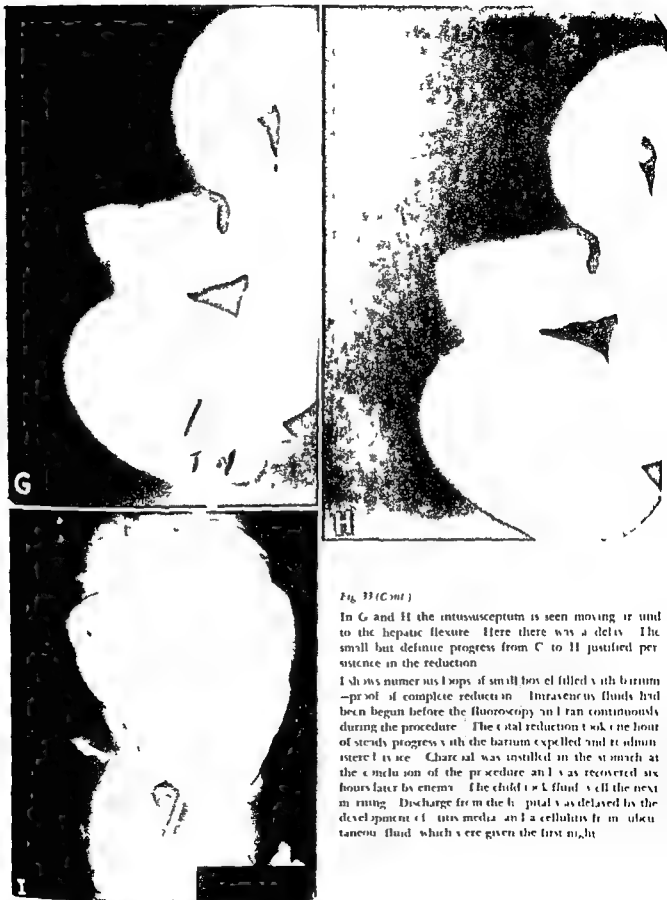 G
H
I
Fig. 33 (Cont.)
In G and H the intussusceptum is seen moving
to the hepatic flexure Here there was a delay The
small but definite progress from to H justified per
sistence in the reduction
I shows numerous loops of small bowel filled with barium
—proof of complete reduction Intravenous fluids had
been begun before the fluoroscopy and ran continuously
during the procedure The total reduction took one hour
of steady progress with the barium expelled and readmin
istered twice Charcoal was instilled in the stomach at
the conclusion of the procedure and was recovered six
hours later by enema The child took fluids well the next
morning Discharge from the hospital was delayed by the
development of otitis media and a cellulitis from subcu
taneous fluid which were given the first night